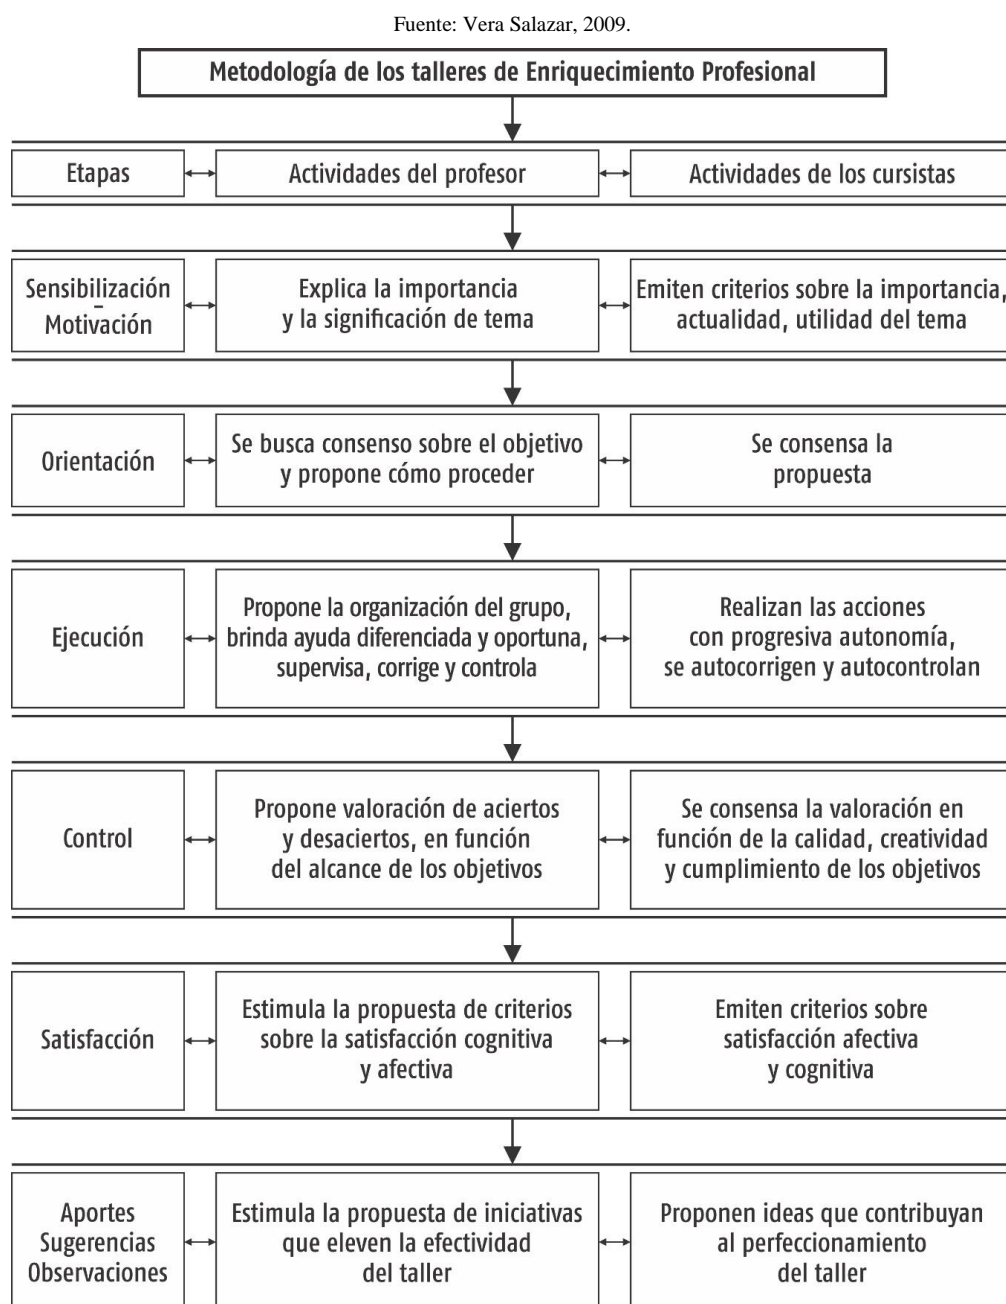 Fuente: Vera Salazar, 2009.
Metodología de los talleres de Enriquecimiento Profesional
Etapas
Actividades del profesor
Actividades de los cursistas
Sensibilización
–
Motivación
Explica la importancia
y la significación de tema
Emiten criterios sobre la importancia,
actualidad, utilidad del tema
Orientación
Se busca consenso sobre el objetivo
y propone cómo proceder
Se consensa la
propuesta
Ejecución
Propone la organización del grupo,
brinda ayuda diferenciada y oportuna,
supervisa, corrige y controla
Realizan las acciones
con progresiva autonomía,
se autocorrigen y autocontrolan
Control
Propone valoración de aciertos
y desaciertos, en función
del alcance de los objetivos
Se consensa la valoración en
función de la calidad, creatividad
y cumplimiento de los objetivos
Satisfacción
Estimula la propuesta de criterios
sobre la satisfacción cognitiva
y afectiva
Emiten criterios sobre
satisfacción afectiva
y cognitiva
Aportes
Sugerencias
Observaciones
Estimula la propuesta de iniciativas
que eleven la efectividad
del taller
Proponen ideas que contribuyan
al perfeccionamiento
del taller